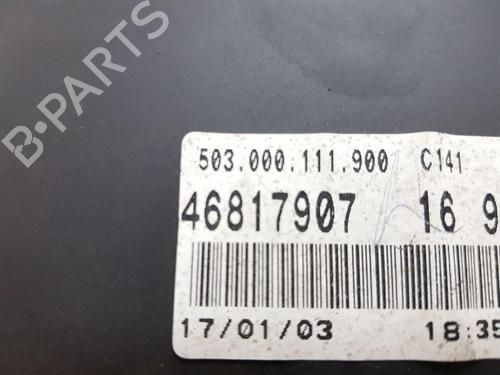 B-PARTS
503.000.111.900 C141
46817907 16 9
17/01/03 18:35